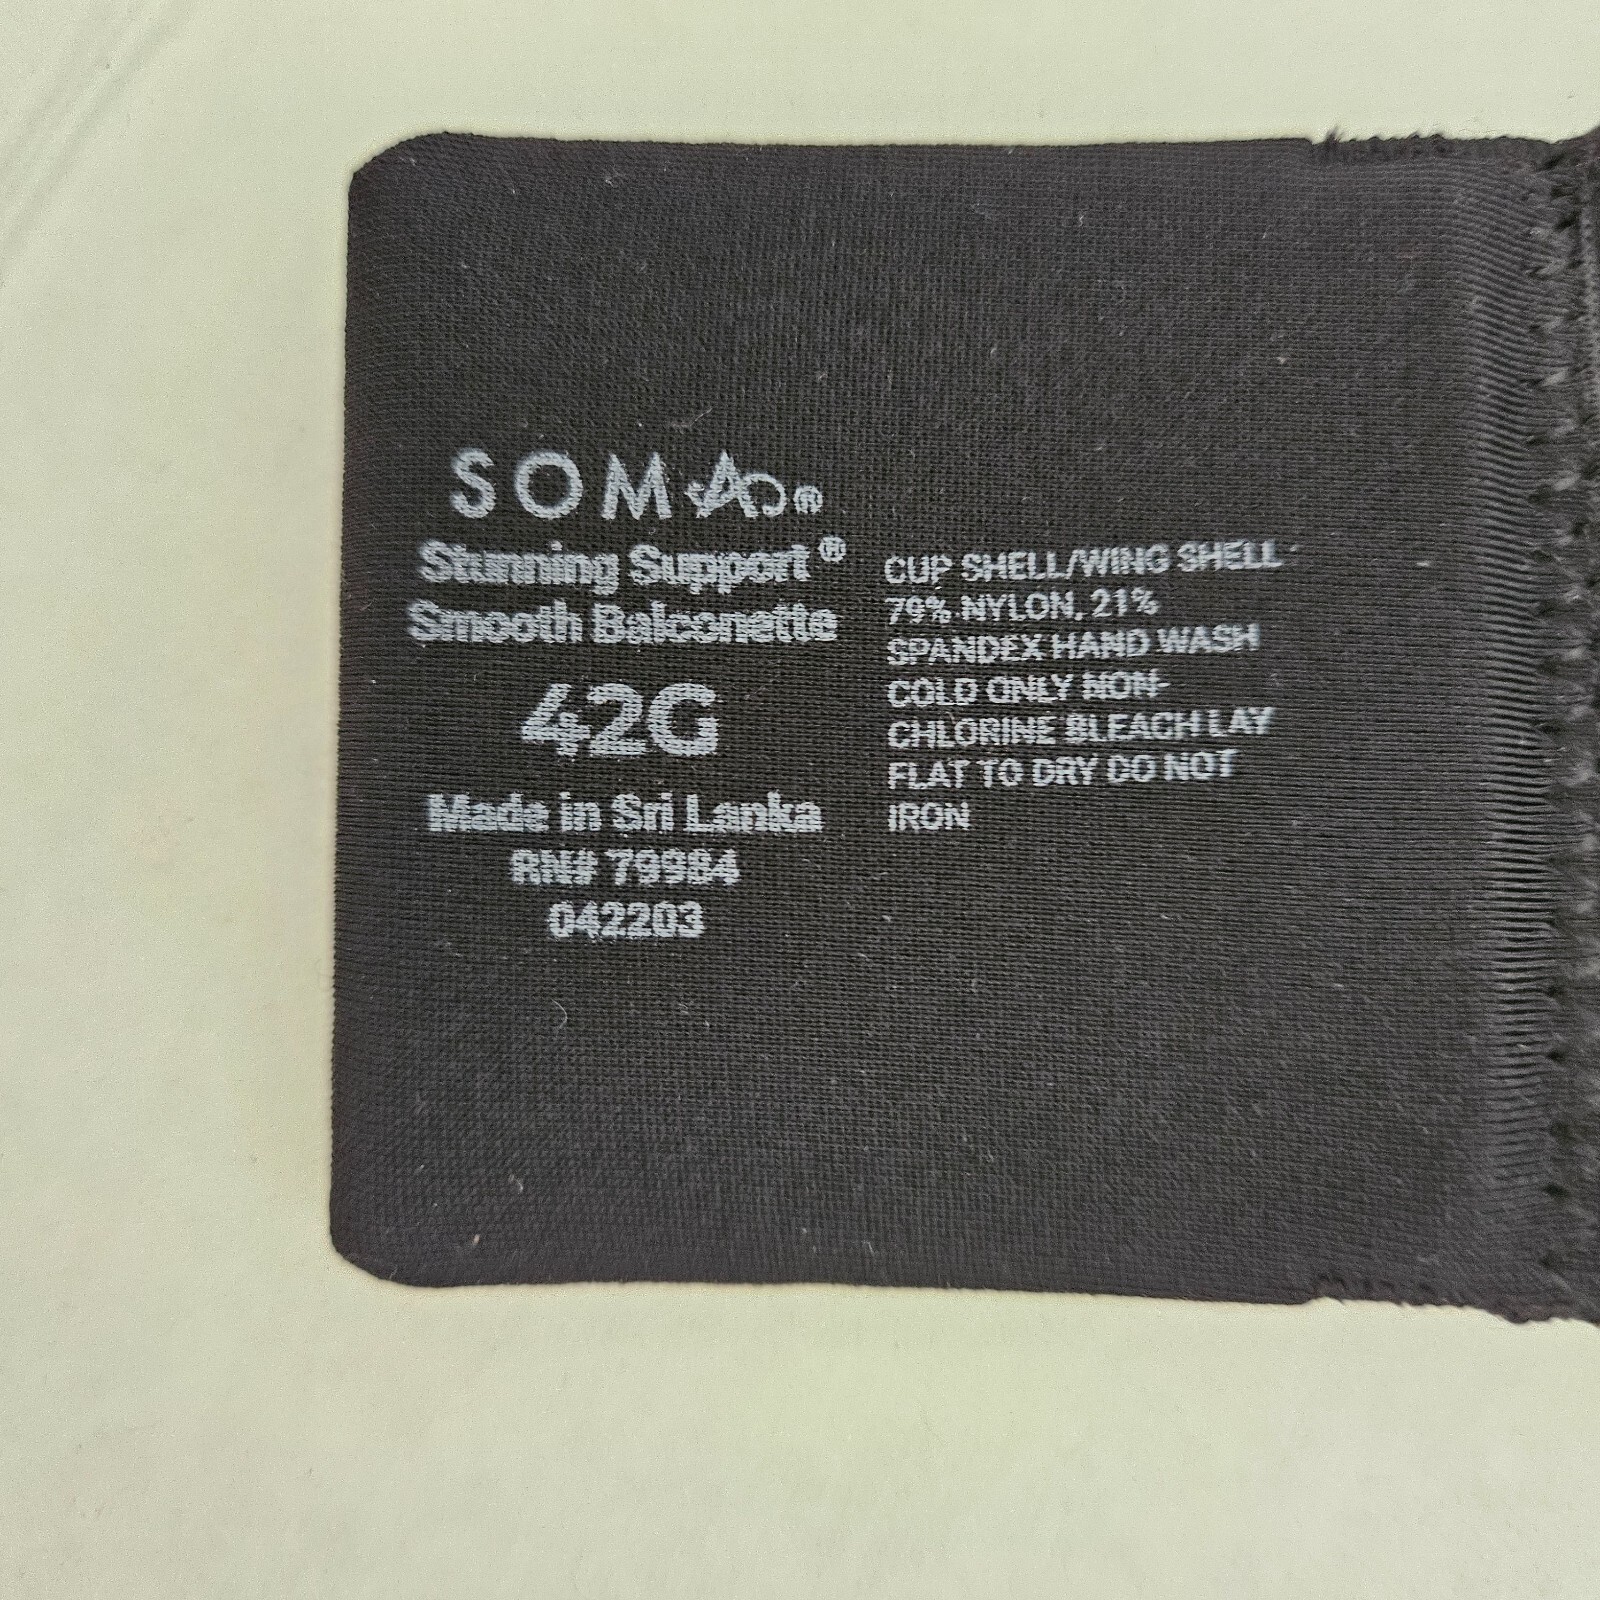 SOMA®
Stunning Support®
Smooth Balconette
42G
Made in Sri Lanka
RN# 79984
042203
CUP SHELL/WING SHELL
79% NYLON, 21%
SPANDEX HAND WASH
COLD ONLY NON-
CHLORINE BLEACH LAY
FLAT TO DRY DO NOT
IRON